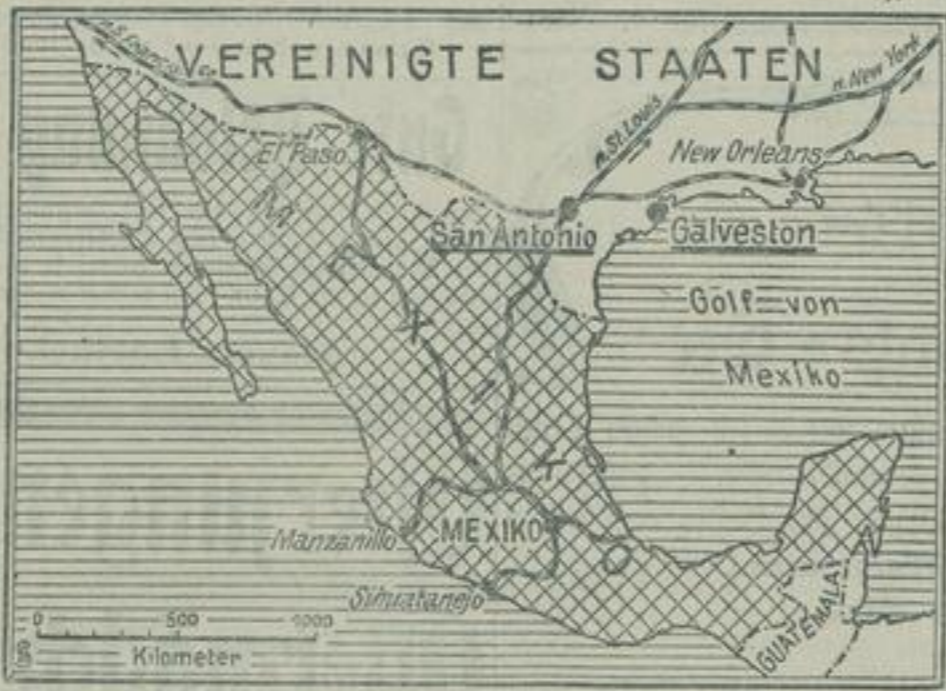 VEREINIGTE STAATEN
n. St. Louis
n. New York
El Paso
New Orleans
San Antonio
Galveston
Golf von
Mexiko
M
E
X
I
K
O
MEXIKO
Manzanillo
Sihuatanejo
GUATEMALA
0 500 1000
Kilometer